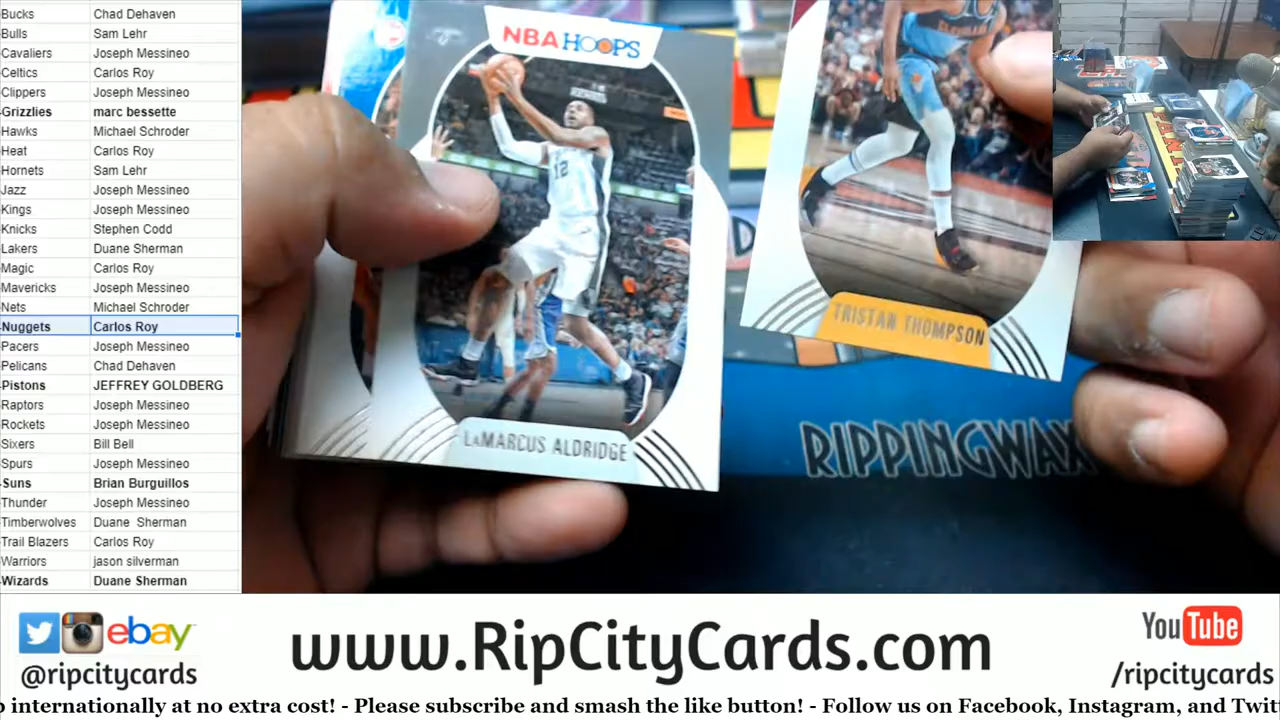 Bucks Chad Dehaven
Bulls Sam Lehr
Cavaliers Joseph Messineo
Celtics Carlos Roy
Clippers Joseph Messineo
Grizzlies marc bessette
Hawks Michael Schroder
Heat Carlos Roy
Hornets Sam Lehr
Jazz Joseph Messineo
Kings Joseph Messineo
Knicks Stephen Codd
Lakers Duane Sherman
Magic Carlos Roy
Mavericks Joseph Messineo
Nets Michael Schroder
Nuggets Carlos Roy
Pacers Joseph Messineo
Pelicans Chad Dehaven
Pistons JEFFREY GOLDBERG
Raptors Joseph Messineo
Rockets Joseph Messineo
Sixers Bill Bell
Spurs Joseph Messineo
Suns Brian Burguillos
Thunder Joseph Messineo
Timberwolves Duane Sherman
Trail Blazers Carlos Roy
Warriors jason silverman
Wizards Duane Sherman
NBA HOOPS
12
LAMARCUS ALDRIDGE
TRISTAN THOMPSON
RIPPINGWAX
ebay
@ripcitycards
www.RipCityCards.com
YouTube
/ripcitycards
internationally at no extra cost! - Please subscribe and smash the like button! - Follow us on Facebook, Instagram, and